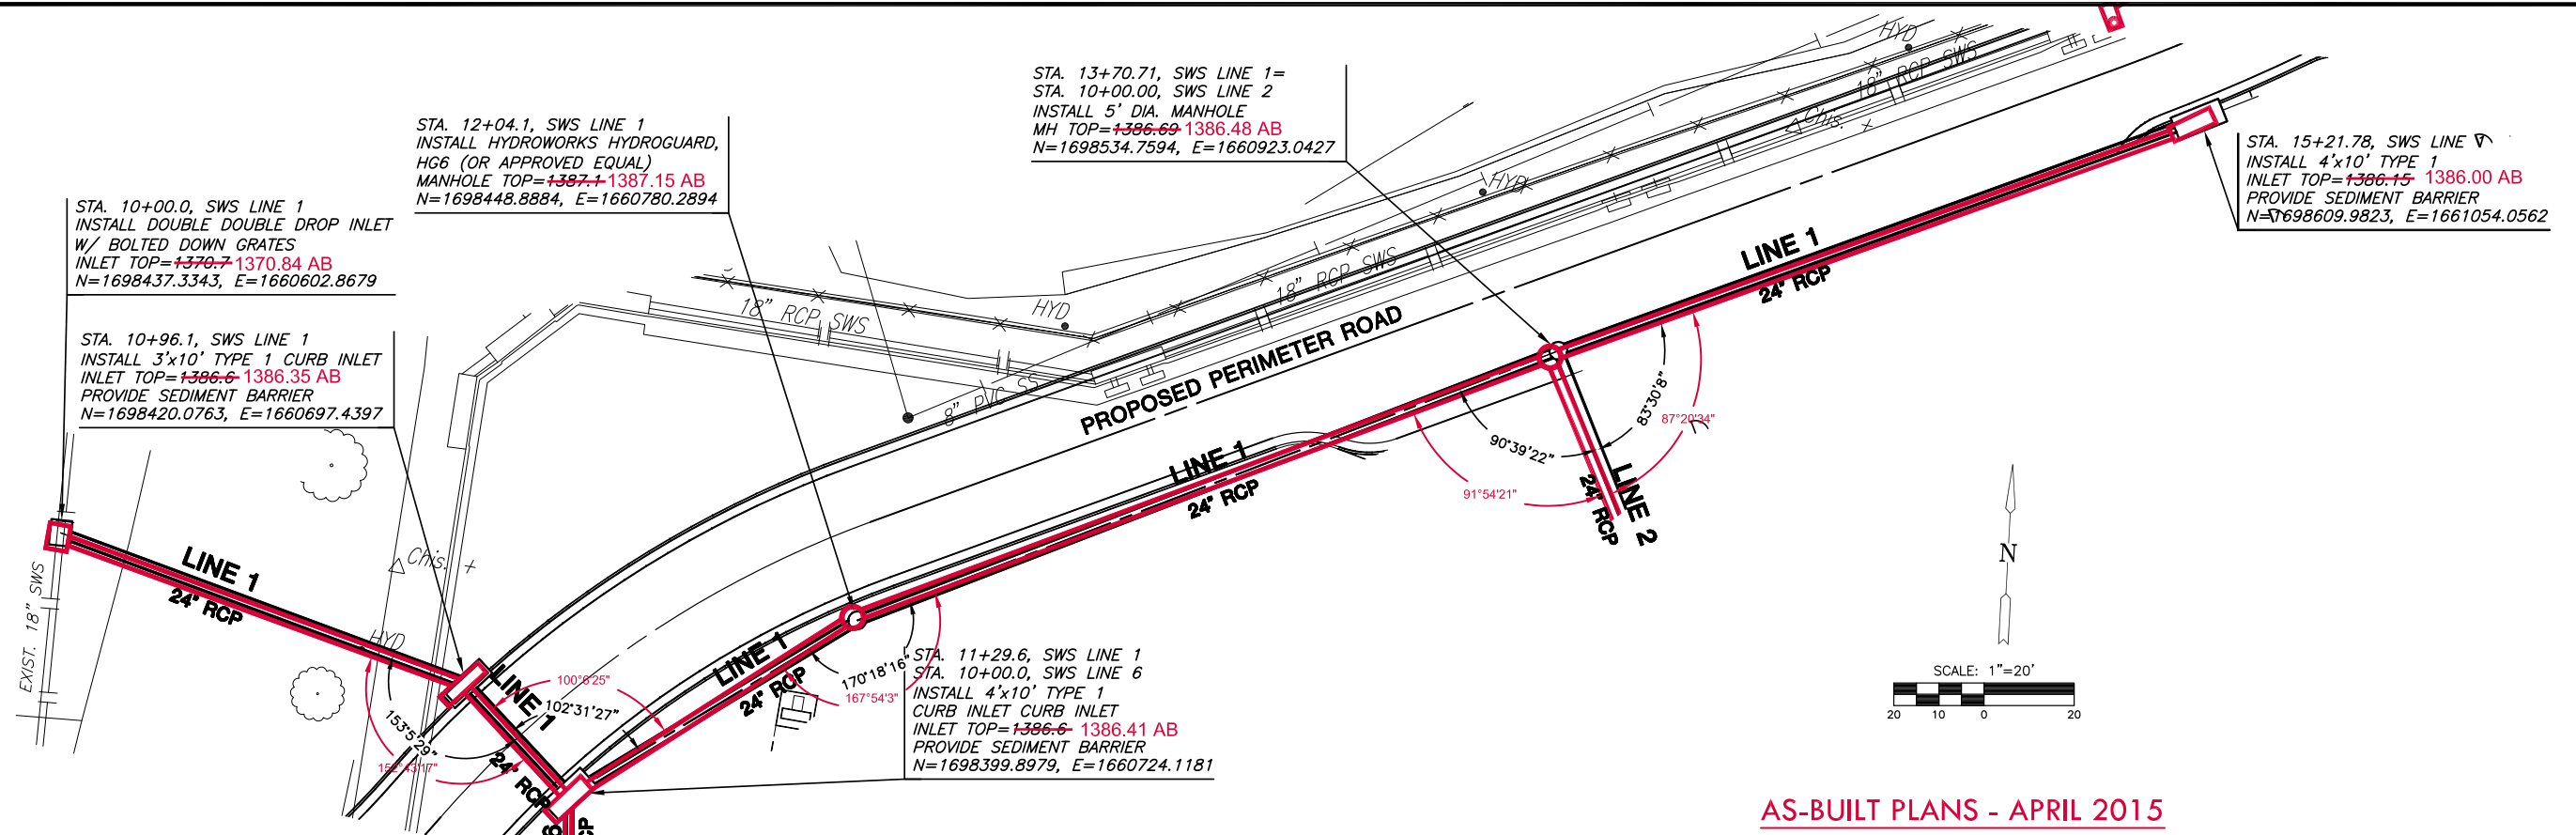 STA. 10+00.0, SWS LINE 1
INSTALL DOUBLE DOUBLE DROP INLET
W/ BOLTED DOWN GRATES
INLET TOP=1370.7 1370.84 AB
N=1698437.3343, E=1660602.8679
STA. 10+96.1, SWS LINE 1
INSTALL 3'x10' TYPE 1 CURB INLET
INLET TOP=1386.6 1386.35 AB
PROVIDE SEDIMENT BARRIER
N=1698420.0763, E=1660697.4397
STA. 12+04.1, SWS LINE 1
INSTALL HYDROWORKS HYDROGUARD,
HG6 (OR APPROVED EQUAL)
MANHOLE TOP=1387.1 1387.15 AB
N=1698448.8884, E=1660780.2894
STA. 13+70.71, SWS LINE 1=
STA. 10+00.00, SWS LINE 2
INSTALL 5' DIA. MANHOLE
MH TOP=1386.69 1386.48 AB
N=1698534.7594, E=1660923.0427
STA. 15+21.78, SWS LINE
INSTALL 4'x10' TYPE 1
INLET TOP=1386.15 1386.00 AB
PROVIDE SEDIMENT BARRIER
N=1698609.9823, E=1661054.0562
STA. 11+29.6, SWS LINE 1
STA. 10+00.0, SWS LINE 6
INSTALL 4'x10' TYPE 1
CURB INLET CURB INLET
INLET TOP=1386.6 1386.41 AB
PROVIDE SEDIMENT BARRIER
N=1698399.8979, E=1660724.1181
HYD
18" RCP SWS
Chis.
HYD
18" RCP SWS
HYD
18" RCP SWS
8" PVC SS
PROPOSED PERIMETER ROAD
LINE 1
24" RCP
LINE 1
24" RCP
83°30'8"
87°20'34"
90°39'22"
91°54'21"
24" RCP
LINE 2
EXIST. 18" SWS
LINE 1
24" RCP
Chis.
HYD
LINE 1
24" RCP
170°18'16"
167°54'3"
100°6'25"
102°31'27"
LINE 1
24" RCP
153°5'29"
152°43'17"
6
CP
N
SCALE: 1"=20'
20 10 0 20
AS-BUILT PLANS - APRIL 2015